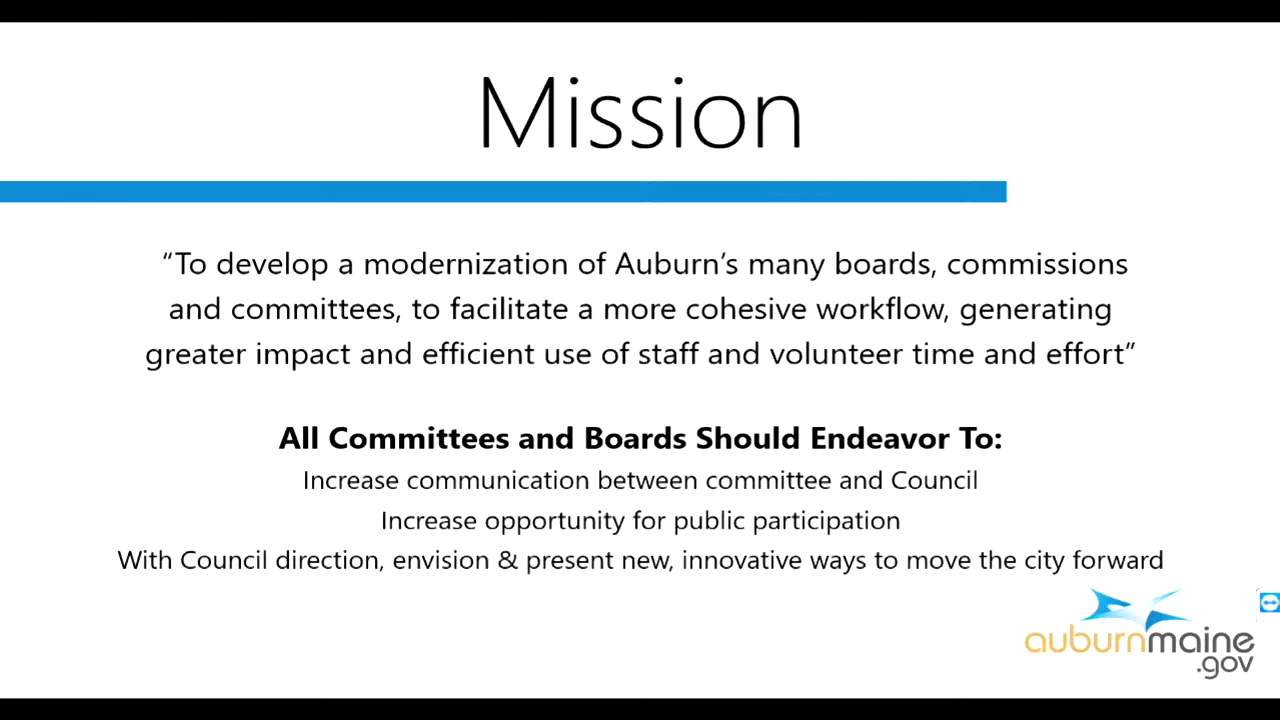 Mission
“To develop a modernization of Auburn’s many boards, commissions
and committees, to facilitate a more cohesive workflow, generating
greater impact and efficient use of staff and volunteer time and effort”
All Committees and Boards Should Endeavor To:
Increase communication between committee and Council
Increase opportunity for public participation
With Council direction, envision & present new, innovative ways to move the city forward
auburnmaine
.gov